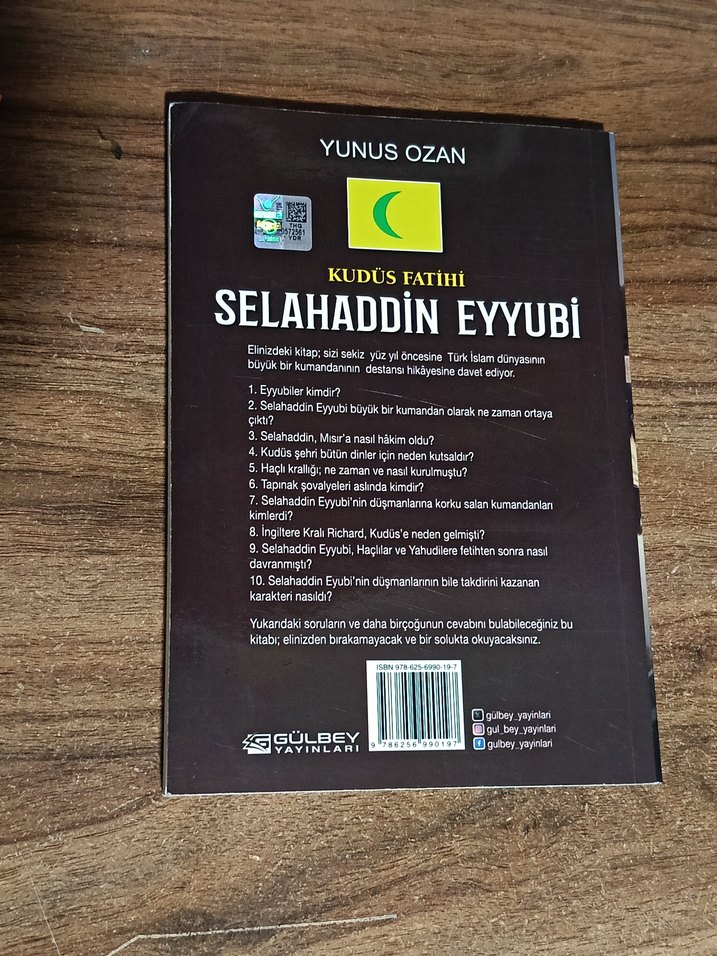 YUNUS OZAN
THG
0572561
YDR
KUDÜS FATİHİ
SELAHADDİN EYYUBİ
Elinizdeki kitap; sizi sekiz yüz yıl öncesine Türk İslam dünyasının
büyük bir kumandanının destansı hikâyesine davet ediyor.
1. Eyyubiler kimdir?
2. Selahaddin Eyyubi büyük bir kumandan olarak ne zaman ortaya
çıktı?
3. Selahaddin, Mısır'a nasıl hâkim oldu?
4. Kudüs şehri bütün dinler için neden kutsaldır?
5. Haçlı krallığı; ne zaman ve nasıl kurulmuştu?
6. Tapınak şovalyeleri aslında kimdir?
7. Selahaddin Eyyubi'nin düşmanlarına korku salan kumandanları
kimlerdi?
8. İngiltere Kralı Richard, Kudüs'e neden gelmişti?
9. Selahaddin Eyyubi, Haçlılar ve Yahudilere fetihten sonra nasıl
davranmıştı?
10. Selahaddin Eyubi'nin düşmanlarının bile takdirini kazanan
karakteri nasıldı?
Yukarıdaki soruların ve daha birçoğunun cevabını bulabileceğiniz bu
kitabı; elinizden bırakamayacak ve bir solukta okuyacaksınız.
ISBN 978-625-6990-19-7
9 786256 990197
GÜLBEY
YAYINLARI
gülbey_yayinlari
gul_bey_yayinlari
gulbey_yayinlari